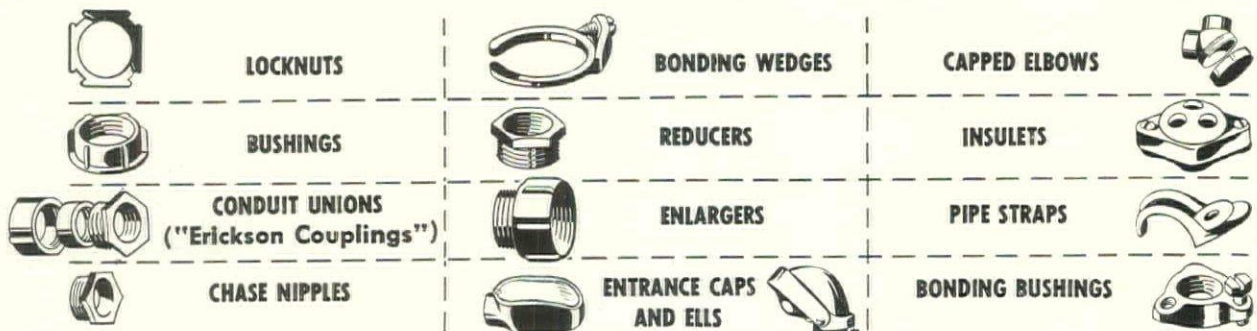 LOCKNUTS
BONDING WEDGES
CAPPED ELBOWS
BUSHINGS
REDUCERS
INSULETS
CONDUIT UNIONS
("Erickson Couplings")
ENLARGERS
PIPE STRAPS
CHASE NIPPLES
ENTRANCE CAPS
AND ELLS
BONDING BUSHINGS